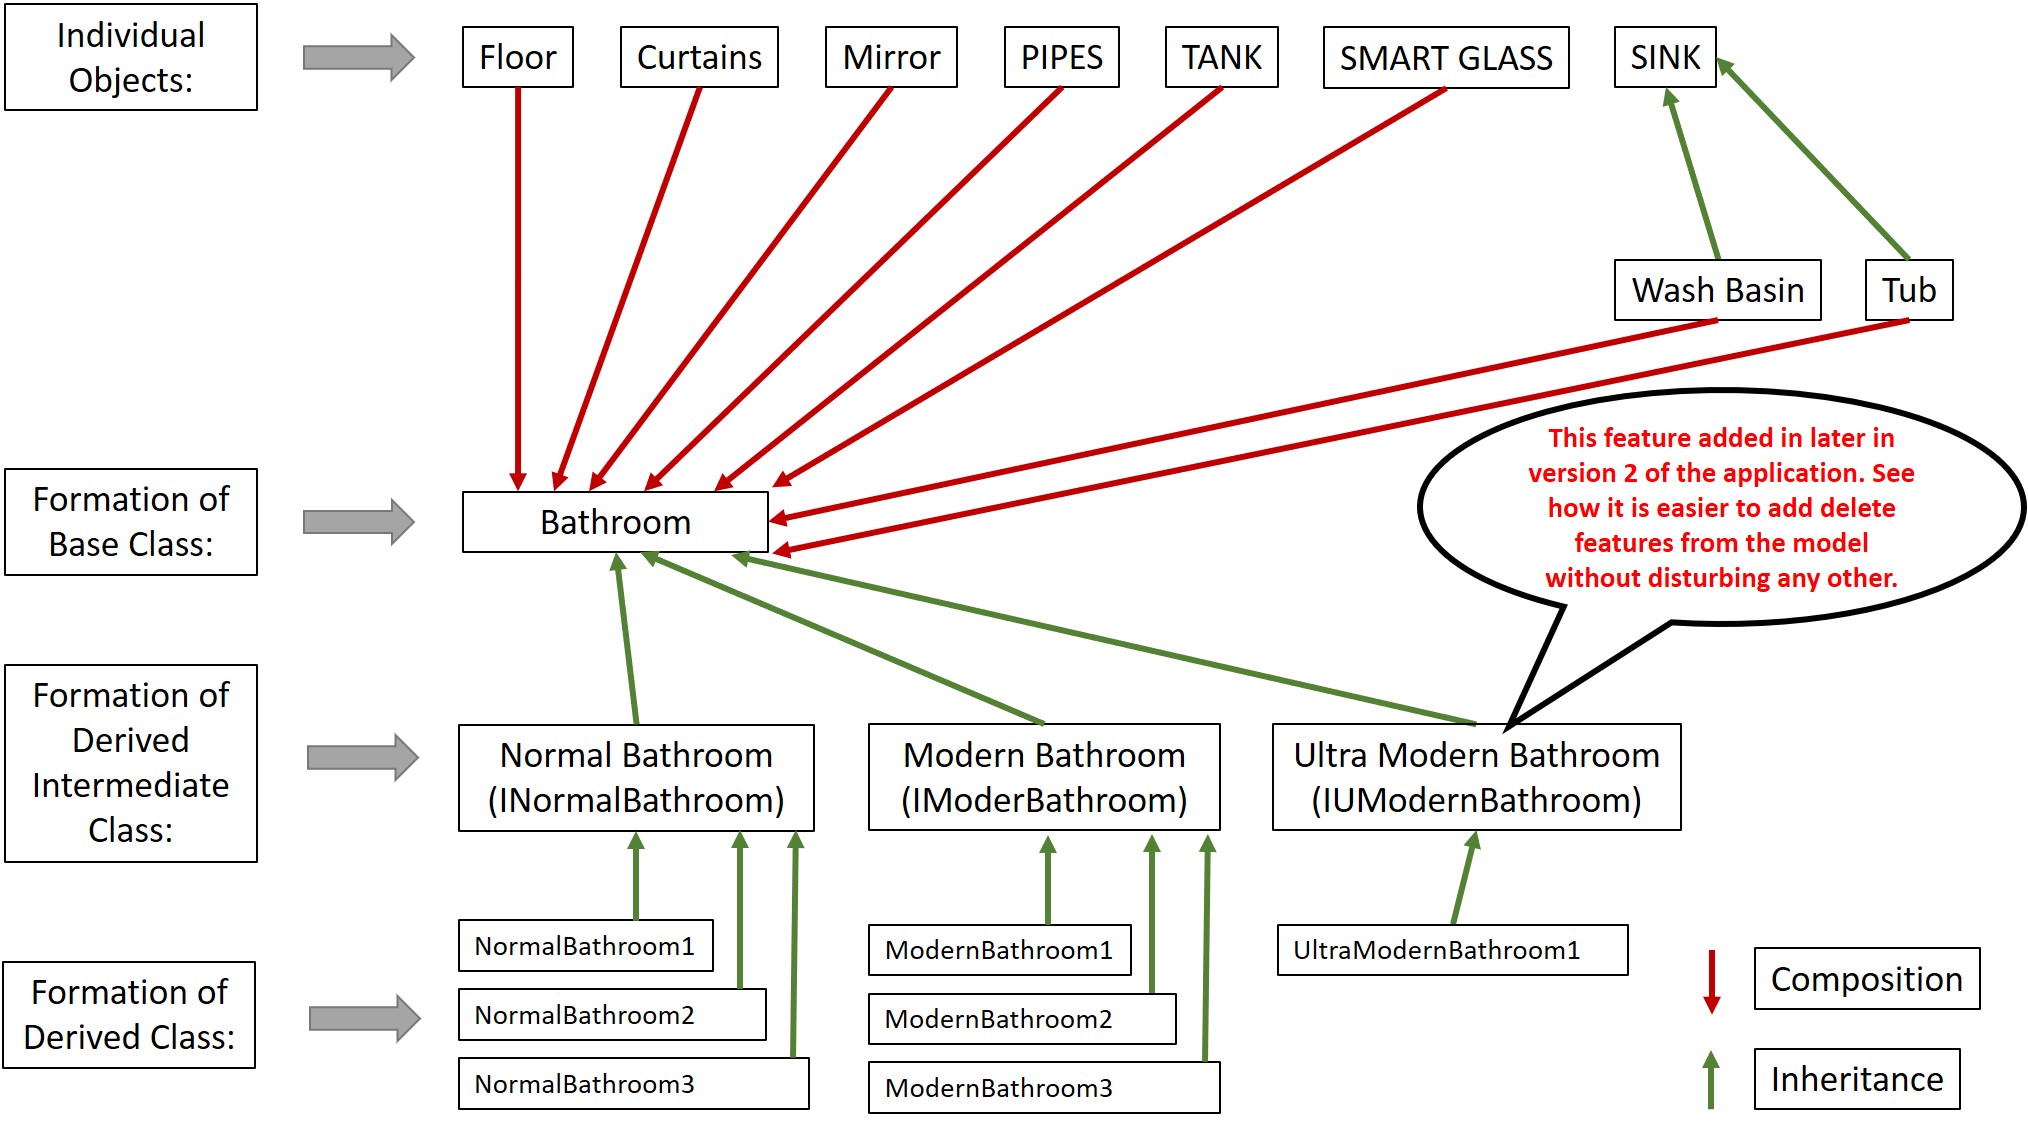 Individual
Objects:
Floor
Curtains
Mirror
PIPES
TANK
SMART GLASS
SINK
Wash Basin
Tub
This feature added in later in
version 2 of the application. See
how it is easier to add delete
features from the model
without disturbing any other.
Formation of
Base Class:
Bathroom
Formation of
Derived
Intermediate
Class:
Normal Bathroom
(INormalBathroom)
Modern Bathroom
(IModerBathroom)
Ultra Modern Bathroom
(IUModernBathroom)
Formation of
Derived Class:
NormalBathroom1
NormalBathroom2
NormalBathroom3
ModernBathroom1
ModernBathroom2
ModernBathroom3
UltraModernBathroom1
Composition
Inheritance